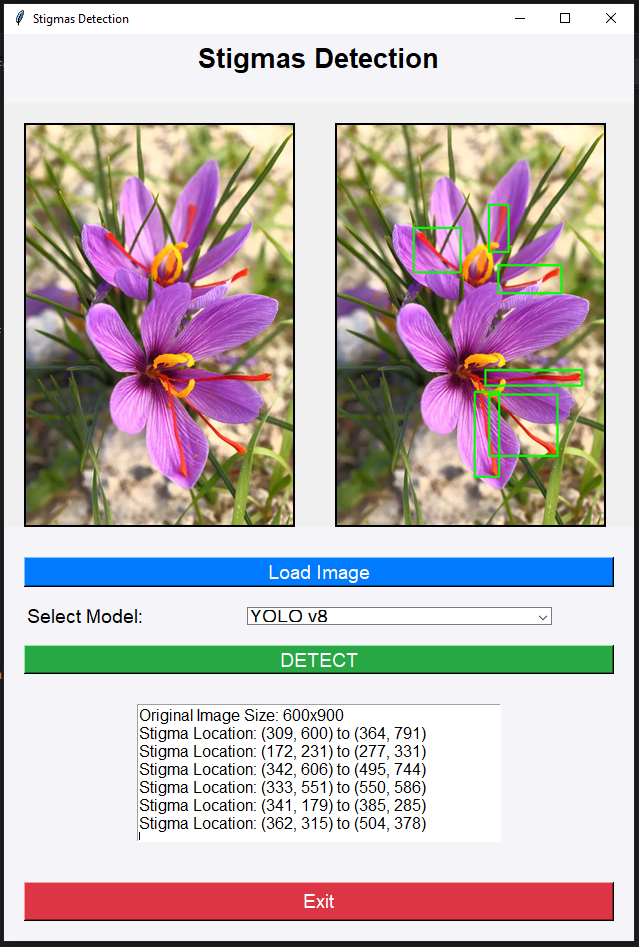 Stigmas Detection
Stigmas Detection
Load Image
Select Model:
YOLO v8
DETECT
Original Image Size: 600x900
Stigma Location: (309, 600) to (364, 791)
Stigma Location: (172, 231) to (277, 331)
Stigma Location: (342, 606) to (495, 744)
Stigma Location: (333, 551) to (550, 586)
Stigma Location: (341, 179) to (385, 285)
Stigma Location: (362, 315) to (504, 378)
Exit